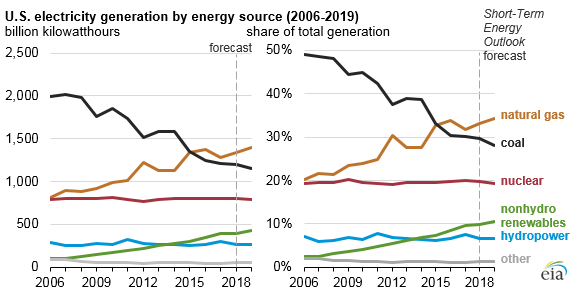 U.S. electricity generation by energy source (2006-2019)
billion kilowatthours
share of total generation
Short-Term
Energy
Outlook
forecast
forecast
2,500
2,000
1,500
1,000
500
0
2006 2009 2012 2015 2018
50%
40%
30%
20%
10%
0%
2006 2009 2012 2015 2018
natural gas
coal
nuclear
nonhydro
renewables
hydropower
other
eia